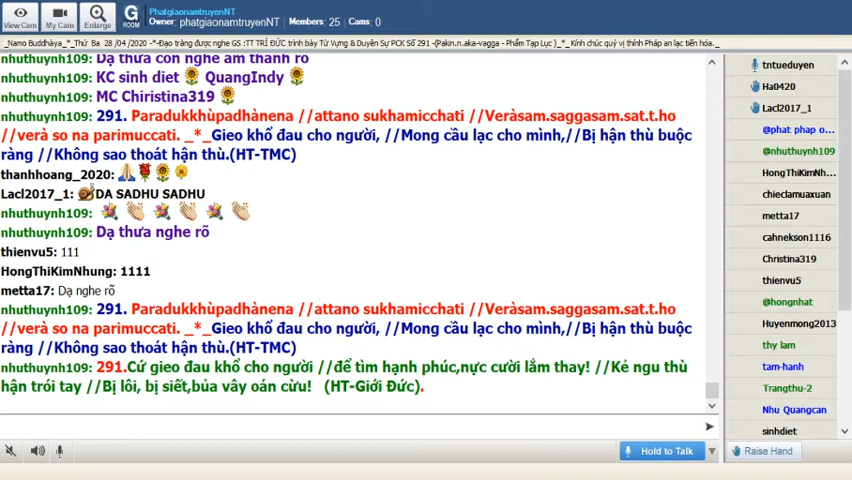 View Cam
My Cam
Enlarge
G ROOM
PhatgiaonamtruyenNT
Owner: phatgiaonamtruyenNT
Members: 25
Cams: 0
_Namo Buddhàya_*_Thứ Ba 28 /04 /2020 -*-Đạo tràng được nghe GS :TT TRÍ ĐỨC trình bày Từ Vựng & Duyên Sự PCK Số 291 -(Pakin.n.aka-vagga - Phẩm Tạp Lục )_*_ Kính chúc quý vị thính Pháp an lạc tiến hóa._
nhuthuynh109: Dạ thưa con nghe âm thanh rõ
nhuthuynh109: KC sinh diet QuangIndy
nhuthuynh109: MC Chiristina319
nhuthuynh109: 291. Paradukkhùpadhànena //attano sukhamicchati //Veràsam.saggasam.sat.t.ho
//verà so na parimuccati. _*_Gieo khổ đau cho người, //Mong cầu lạc cho mình,//Bị hận thù buộc
ràng //Không sao thoát hận thù.(HT-TMC)
thanhhoang_2020:
Lacl2017_1: DA SADHU SADHU
nhuthuynh109:
nhuthuynh109: Dạ thưa nghe rõ
thienvu5: 111
HongThiKimNhung: 1111
metta17: Dạ nghe rõ
nhuthuynh109: 291. Paradukkhùpadhànena //attano sukhamicchati //Veràsam.saggasam.sat.t.ho
//verà so na parimuccati. _*_Gieo khổ đau cho người, //Mong cầu lạc cho mình,//Bị hận thù buộc
ràng //Không sao thoát hận thù.(HT-TMC)
nhuthuynh109: 291.Cứ gieo đau khổ cho người //để tìm hạnh phúc,nực cười lắm thay! //Kẻ ngu thù
hận trói tay //Bị lôi, bị siết,bủa vây oán cừu! (HT-Giới Đức).
tntueduyen
Ha0420
Lacl2017_1
@phat phap o...
@nhuthuynh109
HongThiKimNh...
chieclamuaxuan
metta17
cahnekson1116
Christina319
thienvu5
@hongnhat
Huyenmong2013
thy lam
tam-hanh
Trangthu-2
Nhu Quangcan
sinhdiet
Hold to Talk
Raise Hand